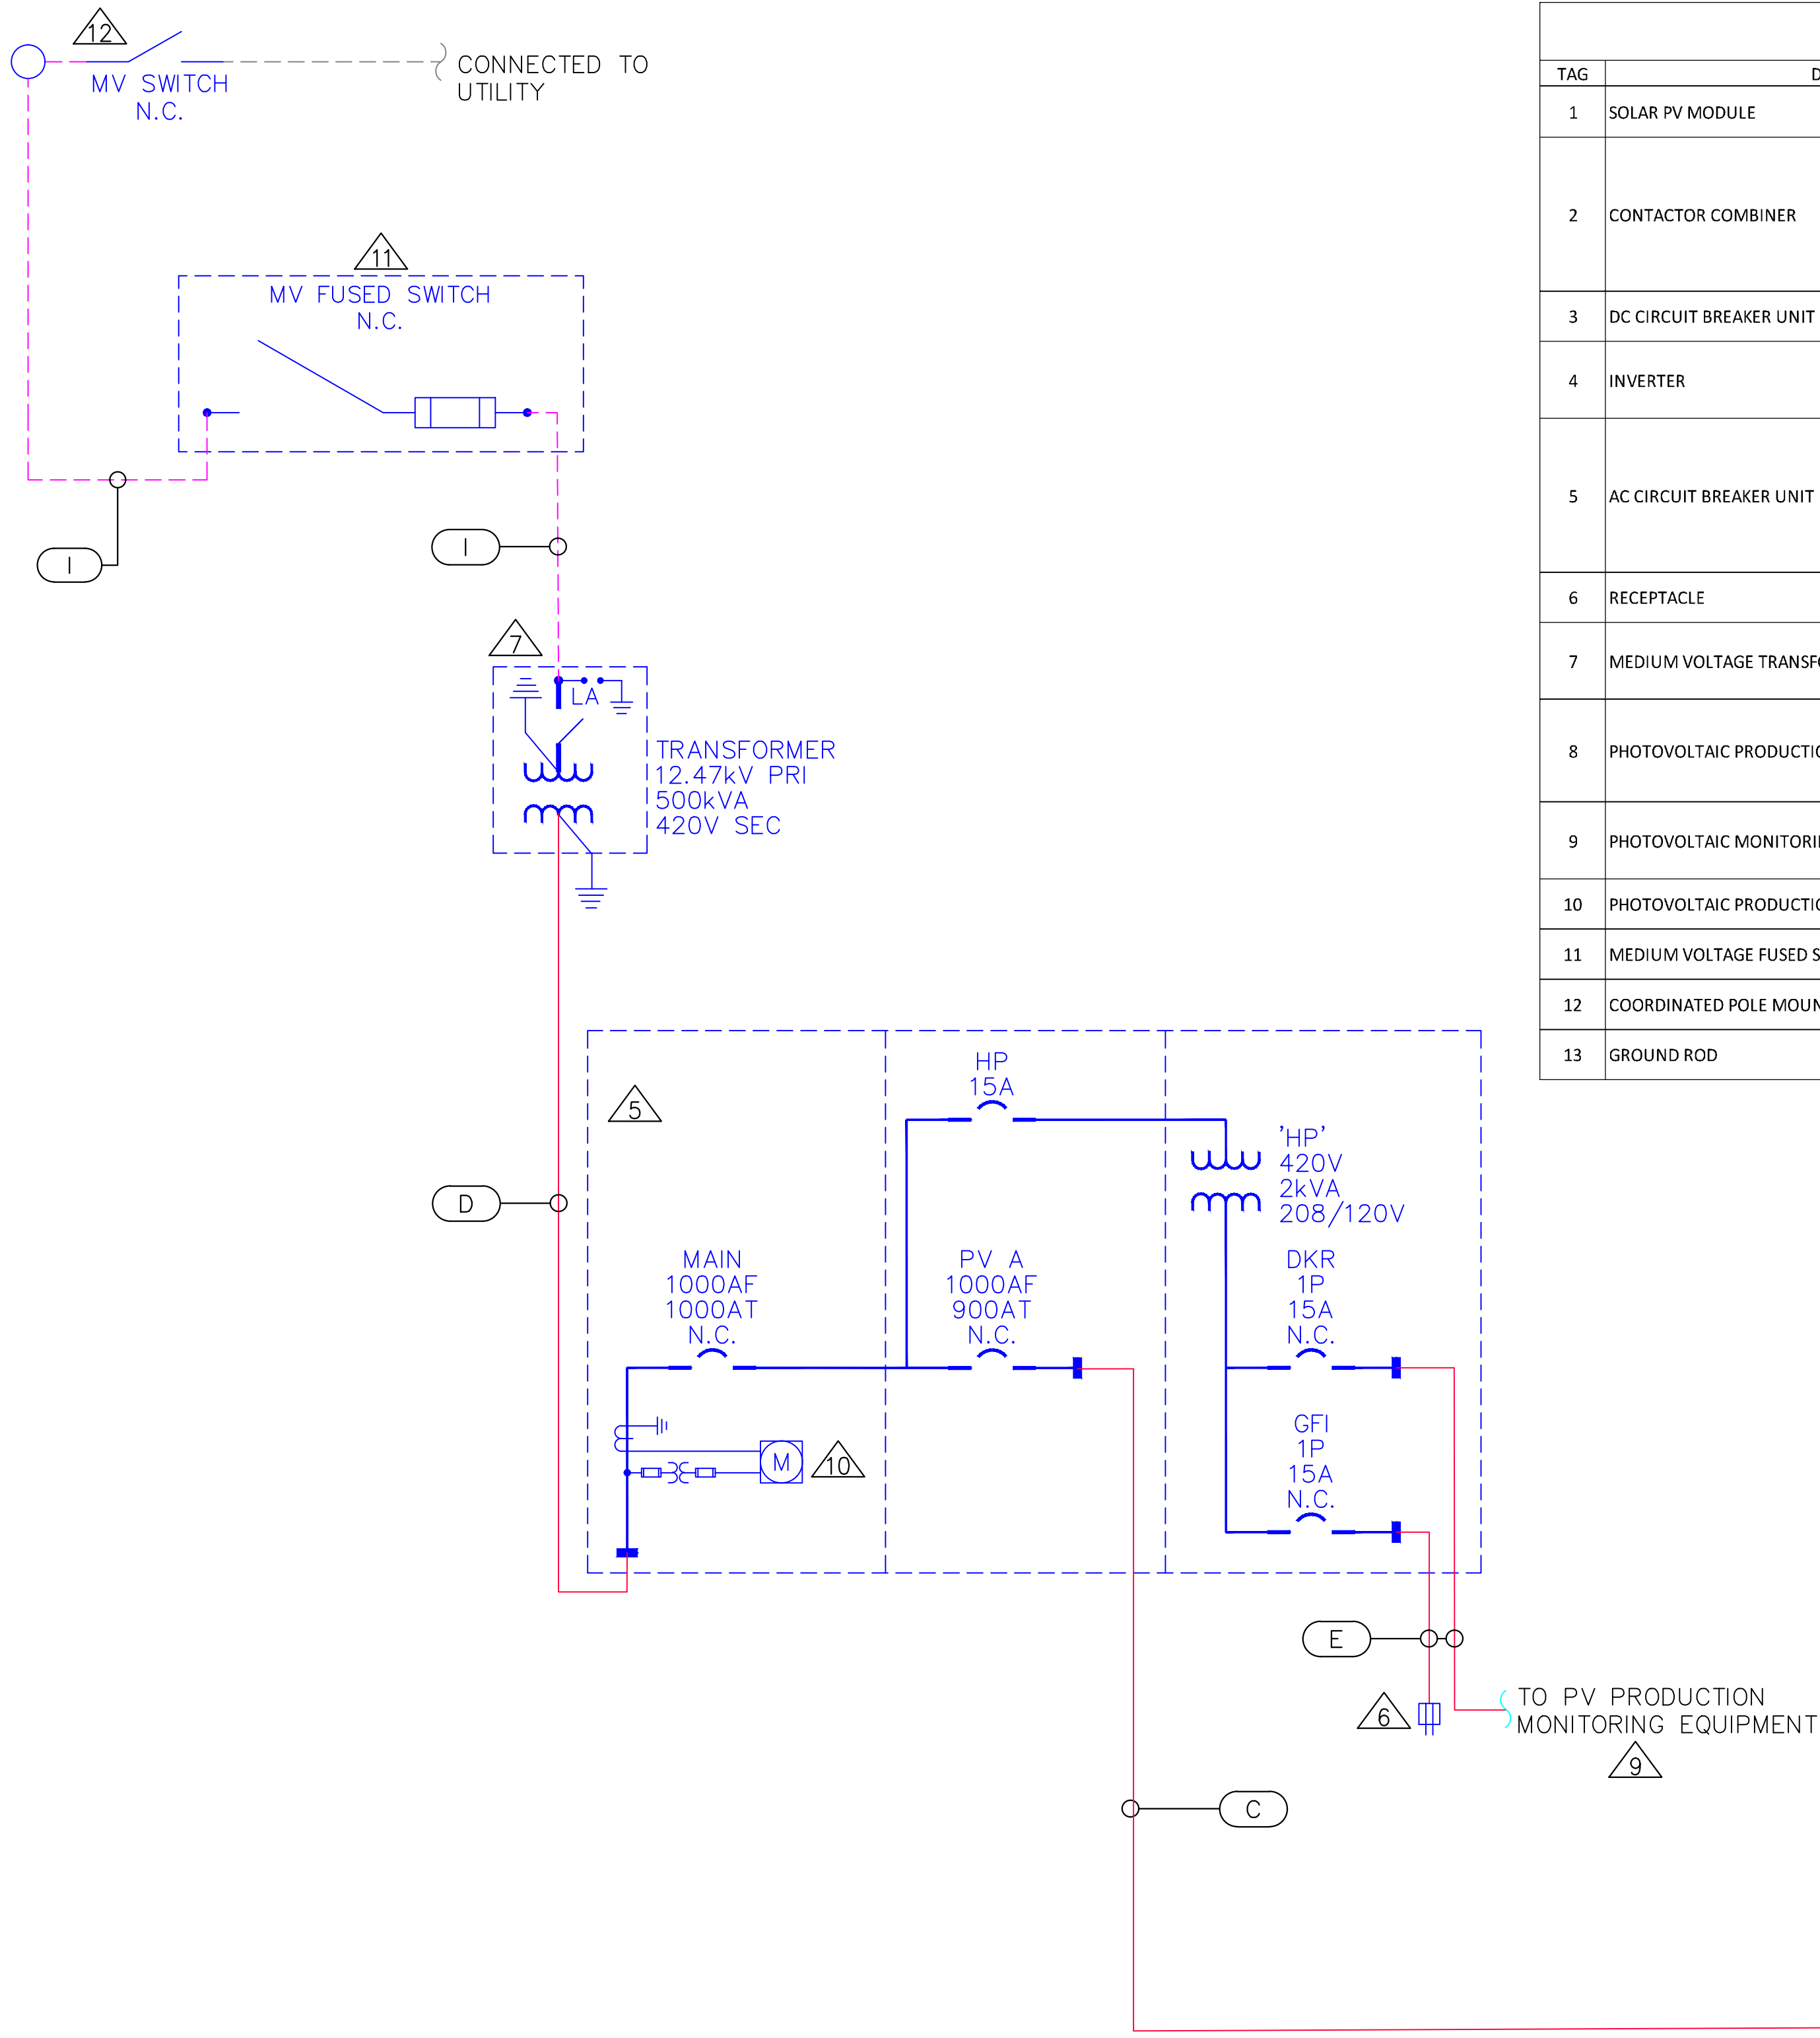 12
MV SWITCH
N.C.
CONNECTED TO
UTILITY
11
MV FUSED SWITCH
N.C.
I
I
7
LA
TRANSFORMER
12.47kV PRI
500kVA
420V SEC
5
HP
15A
'HP'
420V
2kVA
208/120V
D
MAIN
1000AF
1000AT
N.C.
PV A
1000AF
900AT
N.C.
DKR
1P
15A
N.C.
M
10
GFI
1P
15A
N.C.
E
6
TO PV PRODUCTION
MONITORING EQUIPMENT
9
C
TAG D
1 SOLAR PV MODULE
2 CONTACTOR COMBINER
3 DC CIRCUIT BREAKER UNIT
4 INVERTER
5 AC CIRCUIT BREAKER UNIT
6 RECEPTACLE
7 MEDIUM VOLTAGE TRANSF
8 PHOTOVOLTAIC PRODUCTI
9 PHOTOVOLTAIC MONITORI
10 PHOTOVOLTAIC PRODUCTI
11 MEDIUM VOLTAGE FUSED S
12 COORDINATED POLE MOUN
13 GROUND ROD